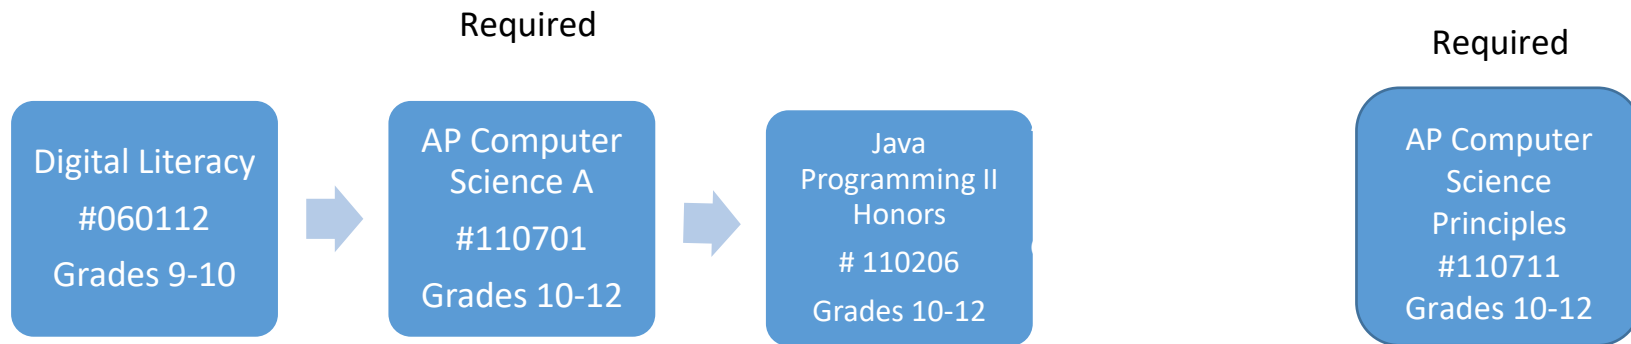 Required
Digital Literacy
#060112
Grades 9-10
AP Computer
Science A
#110701
Grades 10-12
Java
Programming II
Honors
# 110206
Grades 10-12
Required
AP Computer
Science
Principles
#110711
Grades 10-12